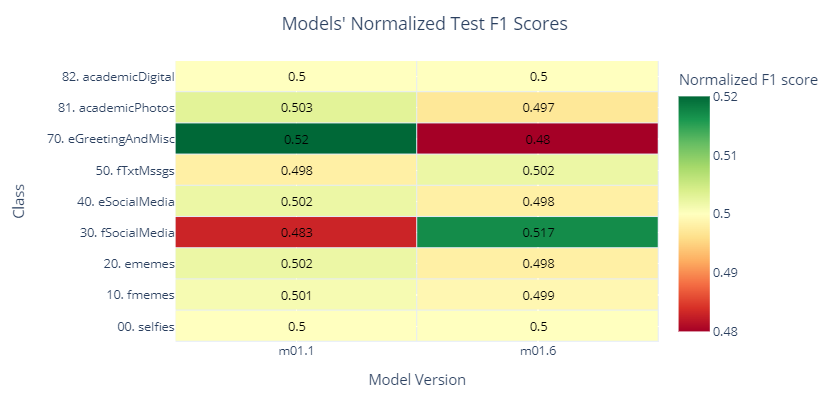 Models' Normalized Test F1 Scores
Normalized F1 score
Class
82. academicDigital 0.5 0.5
81. academicPhotos 0.503 0.497
70. eGreetingAndMisc 0.52 0.48
50. fTxtMssgs 0.498 0.502
40. eSocialMedia 0.502 0.498
30. fSocialMedia 0.483 0.517
20. ememes 0.502 0.498
10. fmemes 0.501 0.499
00. selfies 0.5 0.5
m01.1 m01.6
Model Version
0.52
0.51
0.5
0.49
0.48